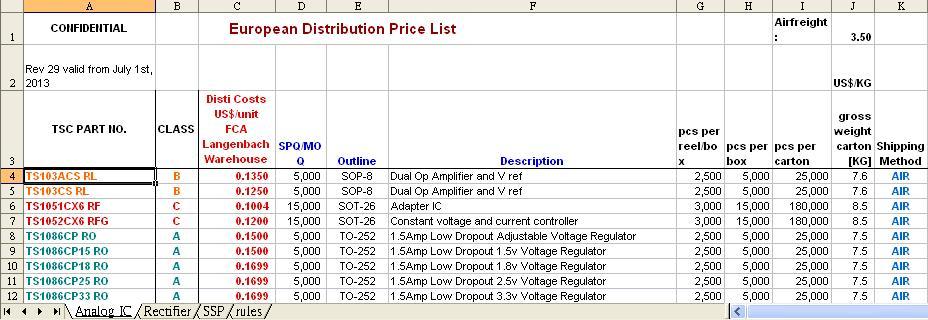 A B C D E F G H I J K
1 CONFIDENTIAL European Distribution Price List Airfreight : 3.50
2 Rev 29 valid from July 1st, 2013 US$/KG
3 TSC PART NO. CLASS Disti Costs US$/unit FCA Langenbach Warehouse SPQ/MOQ Outline Description pcs per reel/box pcs per box pcs per carton gross weight carton [KG] Shipping Method
4 TS103ACS RL B 0.1350 5,000 SOP-8 Dual Op Amplifier and V ref 2,500 5,000 25,000 7.6 AIR
5 TS103CS RL B 0.1250 5,000 SOP-8 Dual Op Amplifier and V ref 2,500 5,000 25,000 7.6 AIR
6 TS1051CX6 RF C 0.1004 15,000 SOT-26 Adapter IC 3,000 15,000 180,000 8.5 AIR
7 TS1052CX6 RFG C 0.1200 15,000 SOT-26 Constant voltage and current controller 3,000 15,000 180,000 8.5 AIR
8 TS1086CP RO A 0.1500 5,000 TO-252 1.5Amp Low Dropout Adjustable Voltage Regulator 2,500 5,000 25,000 7.5 AIR
9 TS1086CP15 RO A 0.1500 5,000 TO-252 1.5Amp Low Dropout 1.5v Voltage Regulator 2,500 5,000 25,000 7.5 AIR
10 TS1086CP18 RO A 0.1699 5,000 TO-252 1.5Amp Low Dropout 1.8v Voltage Regulator 2,500 5,000 25,000 7.5 AIR
11 TS1086CP25 RO A 0.1699 5,000 TO-252 1.5Amp Low Dropout 2.5v Voltage Regulator 2,500 5,000 25,000 7.5 AIR
12 TS1086CP33 RO A 0.1699 5,000 TO-252 1.5Amp Low Dropout 3.3v Voltage Regulator 2,500 5,000 25,000 7.5 AIR
Analog IC / Rectifier / SSP / rules /